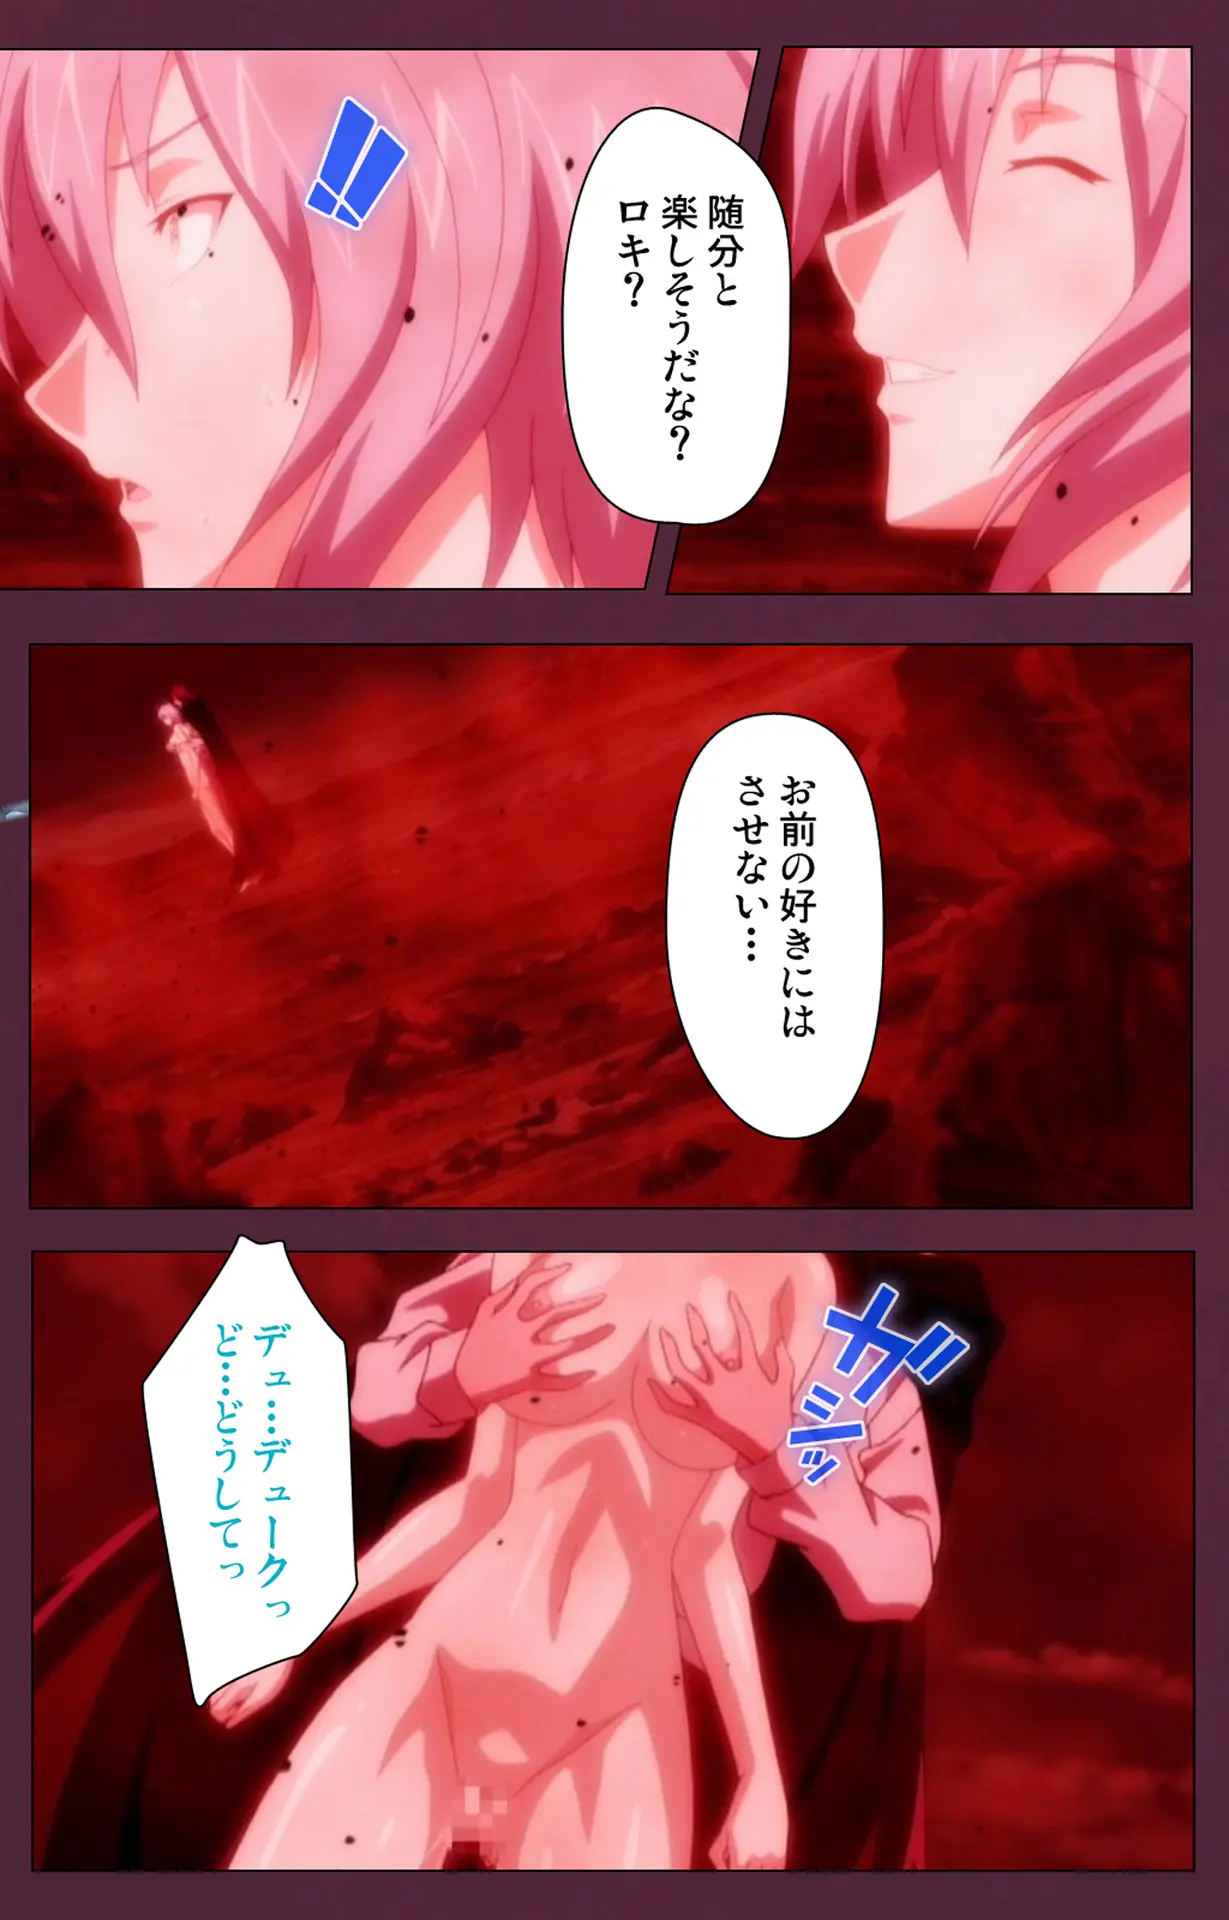 随分と
楽しそうだな?
ロキ?
!!
お前の好きには
させない…
ガシッ
デュ…デュークっ
ど…どうしてっ